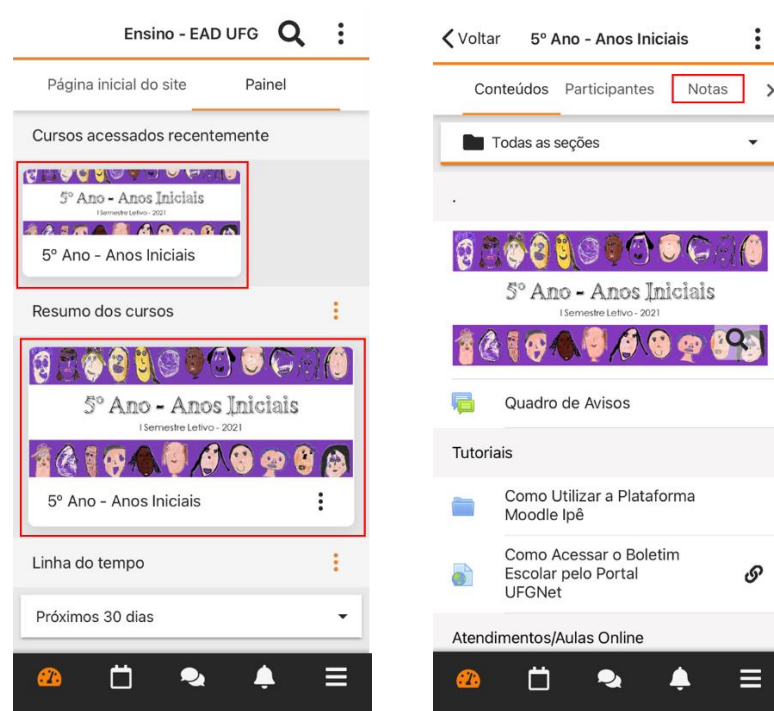 Ensino - EAD UFG
Página inicial do site
Painel
Cursos acessados recentemente
5º Ano - Anos Iniciais
I Semestre Letivo - 2021
5º Ano - Anos Iniciais
Resumo dos cursos
5º Ano - Anos Iniciais
I Semestre Letivo - 2021
5º Ano - Anos Iniciais
Linha do tempo
Próximos 30 dias
Voltar
5º Ano - Anos Iniciais
Conteúdos
Participantes
Notas
Todas as seções
.
5º Ano - Anos Iniciais
I Semestre Letivo - 2021
Quadro de Avisos
Tutoriais
Como Utilizar a Plataforma
Moodle Ipê
Como Acessar o Boletim
Escolar pelo Portal
UFGNet
Atendimentos/Aulas Online